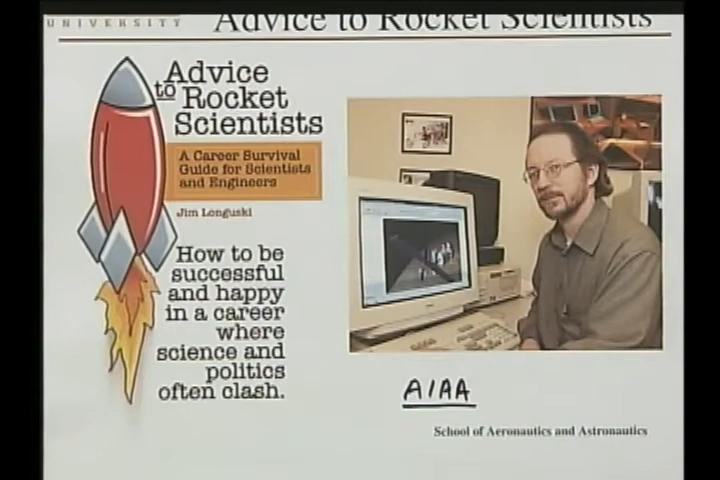 UNIVERSITY
Advice to Rocket Scientists
Advice
to Rocket
Scientists
A Career Survival
Guide for Scientists
and Engineers
Jim Longuski
How to be
successful
and happy
in a career
where
science and
politics
often clash.
AIAA
School of Aeronautics and Astronautics